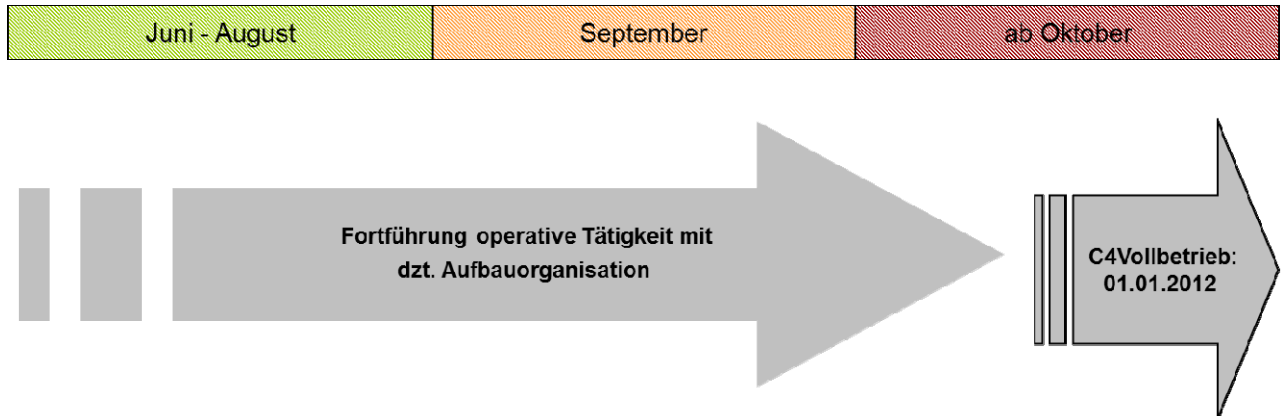 Juni - August
September
ab Oktober
Fortführung operative Tätigkeit mit
dzt. Aufbauorganisation
C4Vollbetrieb:
01.01.2012